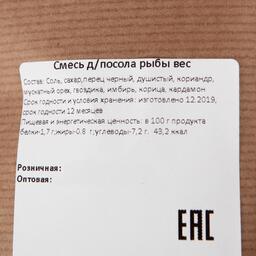 Смесь д/посола рыбы вес
Состав: Соль, сахар,перец черный, душистый, кориандр,
мускатный орех, гвоздика, имбирь, корица, кардамон
Срок годности и условия хранения: изготовлено 12.2019,
срок годности 12 месяцев
Пищевая и энергетическая ценность: в 100 г продукта
белки-1,7 г;жиры-0.8 г;углеводы-7,2 г. 43,2 ккал
Розничная:
Оптовая:
EAC